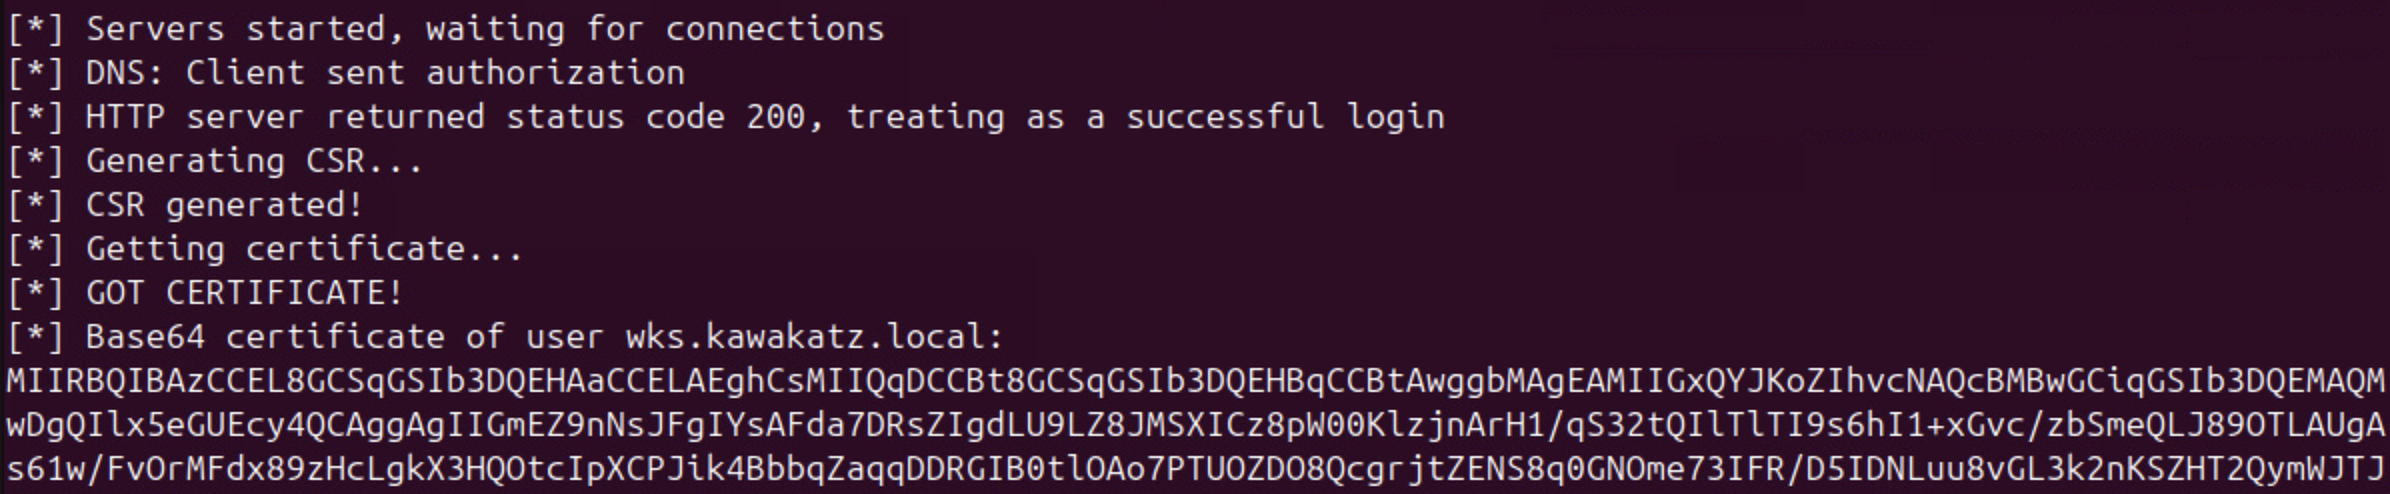 [*] Servers started, waiting for connections
[*] DNS: Client sent authorization
[*] HTTP server returned status code 200, treating as a successful login
[*] Generating CSR...
[*] CSR generated!
[*] Getting certificate...
[*] GOT CERTIFICATE!
[*] Base64 certificate of user wks.kawakatz.local:
MIIRBQIBAzCCEL8GCSqGSIb3DQEHAaCCELAEghCsMIIQqDCCBt8GCSqGSIb3DQEHBqCCBtAwggbMAgEAMIIGxQYJKoZIhvcNAQcBMBwGCiqGSIb3DQEMAQM
wDgQIlx5eGUEcy4QCAggAgIIGmEZ9nNsJFgIYsAFda7DRsZIgdLU9LZ8JMSXICz8pW00KlzjnArH1/qS32tQIlTlTI9s6hI1+xGvc/zbSmeQLJ89OTLAUgA
s61w/FvOrMFdx89zHcLgkX3HQOtcIpXCPJik4BbbqZaqqDDRGIB0tlOAo7PTUOZDO8QcgrjtZENS8q0GNOme73IFR/D5IDNLuu8vGL3k2nKSZHT2QymWJTJ